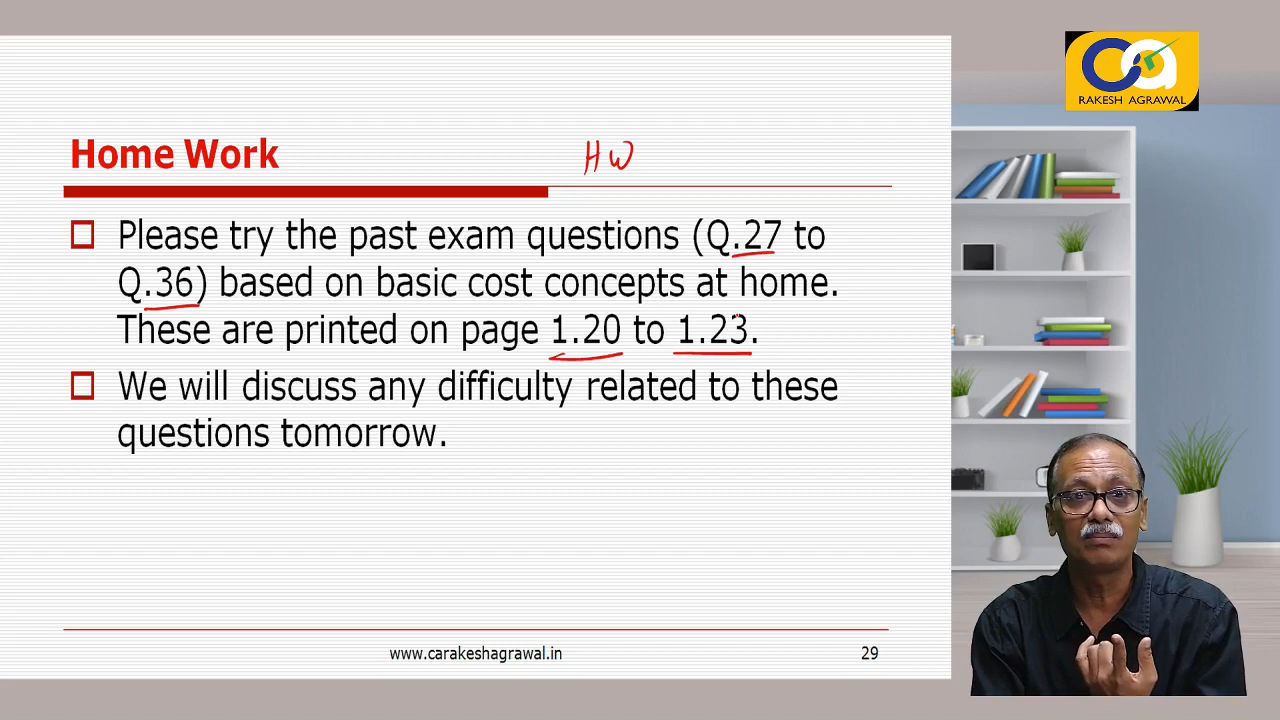 RAKESH AGRAWAL
Home Work
HW
Please try the past exam questions (Q.27 to
Q.36) based on basic cost concepts at home.
These are printed on page 1.20 to 1.23.
We will discuss any difficulty related to these
questions tomorrow.
www.carakeshagrawal.in
29